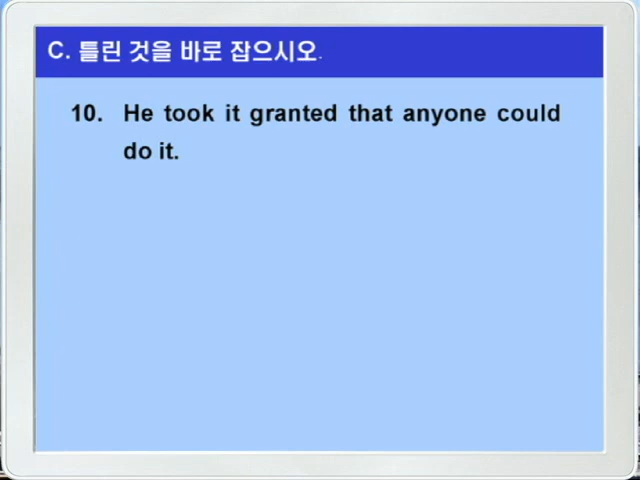 C. 틀린 것을 바로 잡으시오.
10. He took it granted that anyone could
do it.